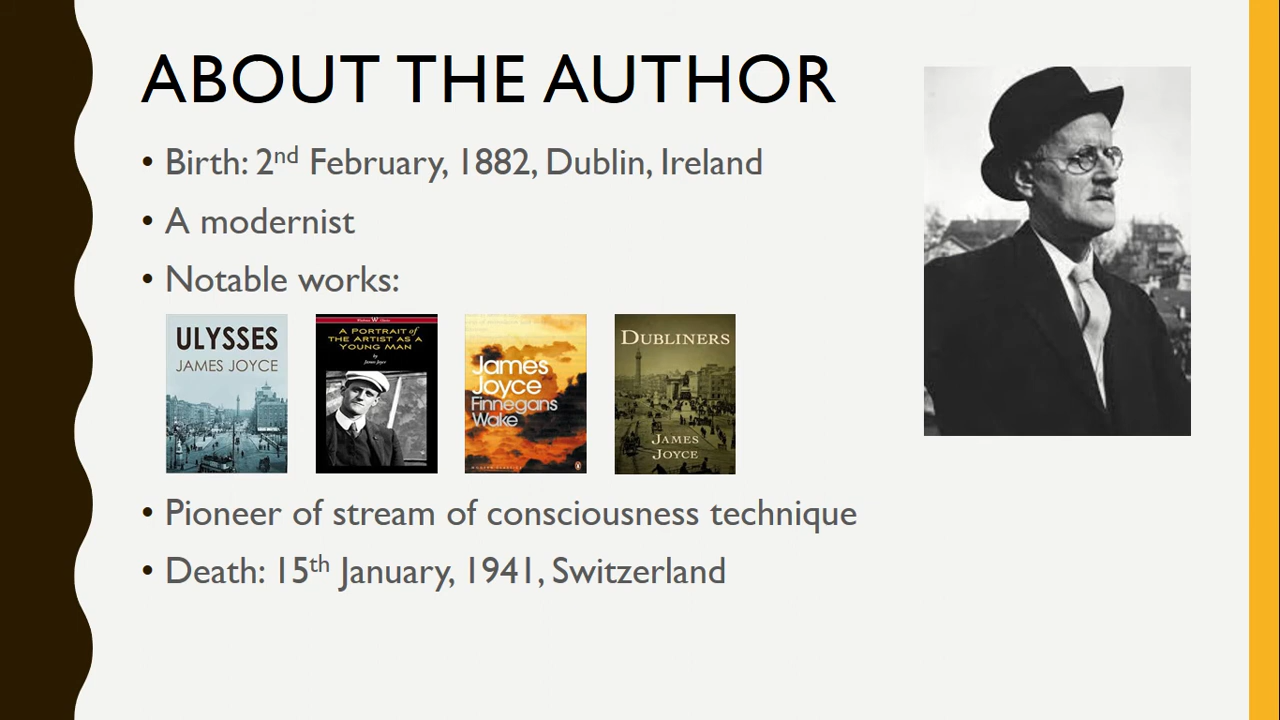 ABOUT THE AUTHOR
• Birth: 2nd February, 1882, Dublin, Ireland
• A modernist
• Notable works:
ULYSSES
JAMES JOYCE
A PORTRAIT of
THE ARTIST AS A
YOUNG MAN
by
James Joyce
James
Joyce
Finnegans
Wake
MODERN CLASSICS
DUBLINERS
JAMES
JOYCE
• Pioneer of stream of consciousness technique
• Death: 15th January, 1941, Switzerland